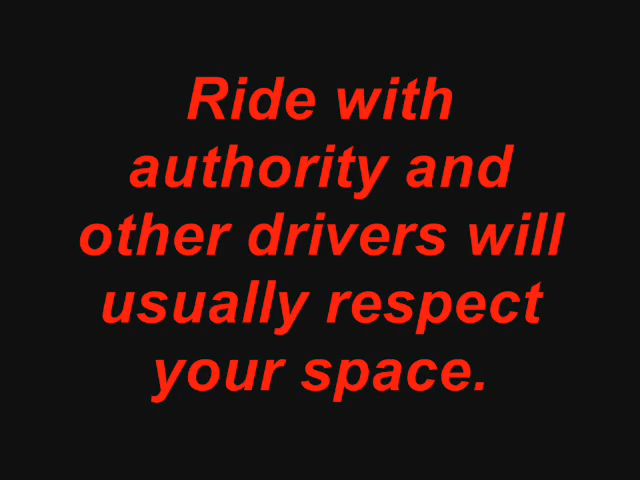 Ride with
authority and
other drivers will
usually respect
your space.